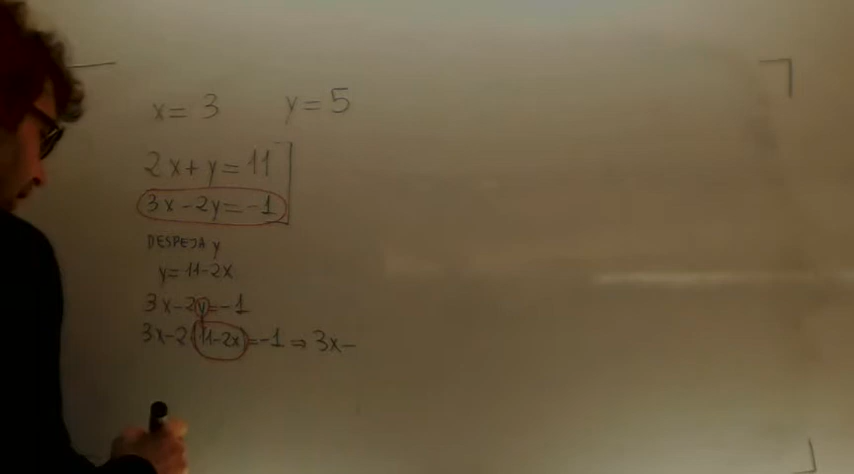 x = 3 y = 5
2x + y = 11
3x - 2y = -1
DESPEJA y
y = 11 - 2x
3x - 2y = -1
3x - 2(11 - 2x) = -1 ⇒ 3x -